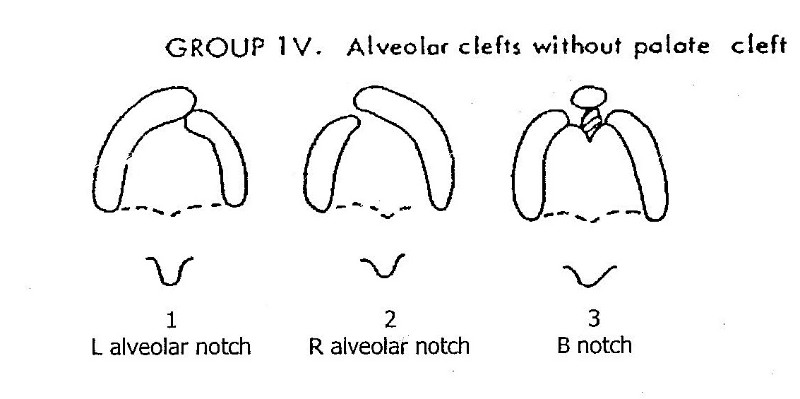 GROUP 1V. Alveolar clefts without palate cleft
1
L alveolar notch
2
R alveolar notch
3
B notch